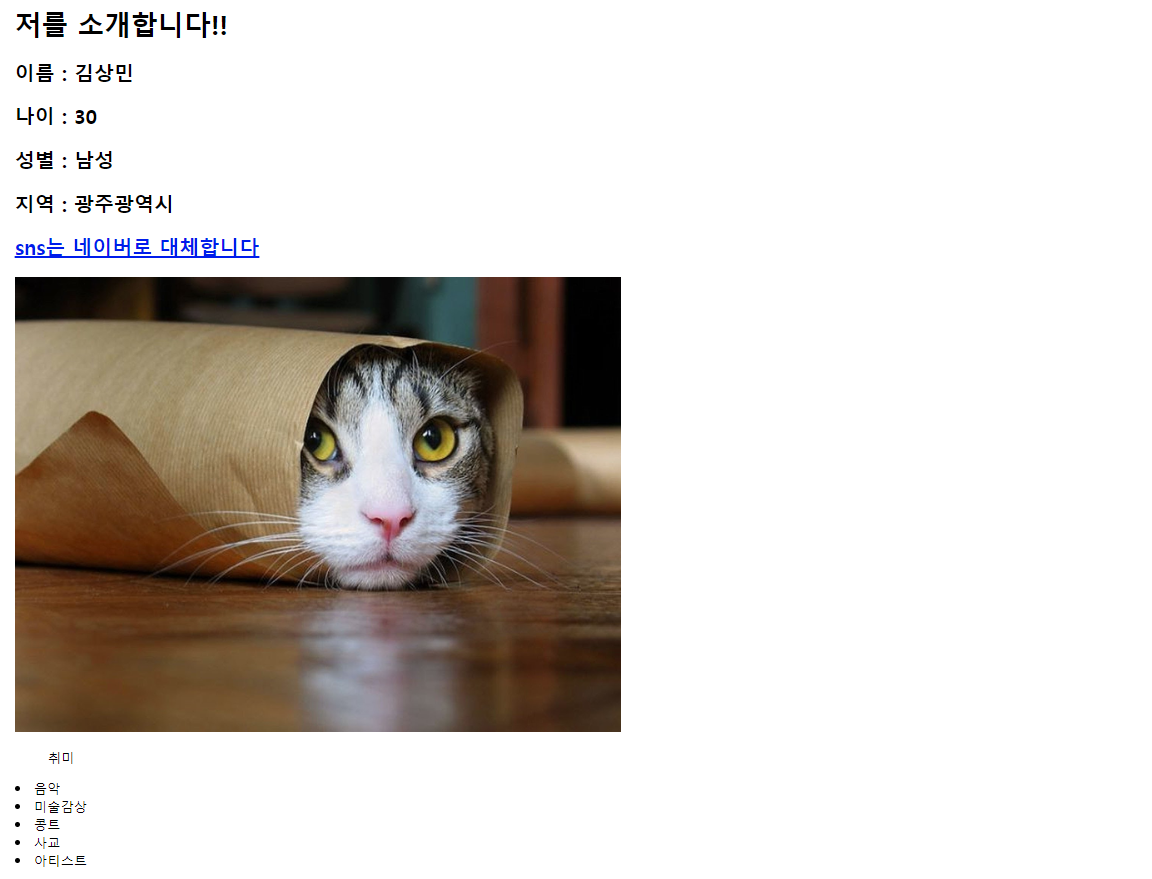 저를 소개합니다!!
이름 : 김상민
나이 : 30
성별 : 남성
지역 : 광주광역시
sns는 네이버로 대체합니다
취미
음악
미술감상
콩트
사교
아티스트